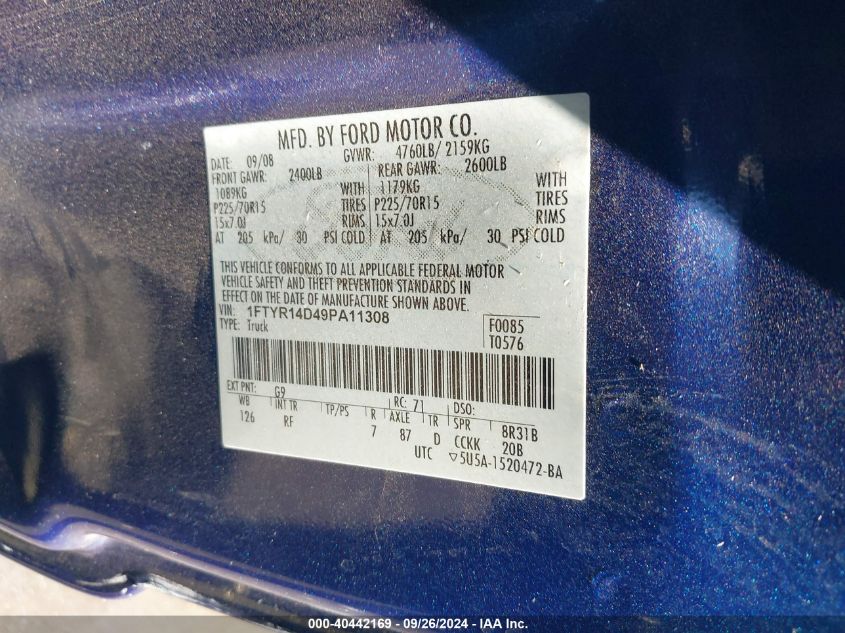 MFD. BY FORD MOTOR CO.
DATE: 09/08 GVWR: 4760LB/ 2159KG
FRONT GAWR: 2400LB REAR GAWR: 2600LB
1089KG WITH 1179KG WITH
P225/70R15 TIRES P225/70R15 TIRES
15x7.0J RIMS 15x7.0J RIMS
AT 205 kPa/ 30 PSI COLD AT 205 kPa/ 30 PSI COLD
THIS VEHICLE CONFORMS TO ALL APPLICABLE FEDERAL MOTOR
VEHICLE SAFETY AND THEFT PREVENTION STANDARDS IN
EFFECT ON THE DATE OF MANUFACTURE SHOWN ABOVE.
VIN: 1FTYR14D49PA11308
TYPE: Truck
F0085
T0576
EXT PNT: G9 RC: 71 DSO:
WB INT TR TP/PS R AXLE TR SPR 8R31B
126 RF 7 87 D CCKK 20B
UTC ▽5U5A-1520472-BA
000-40442169 - 09/26/2024 - IAA Inc.